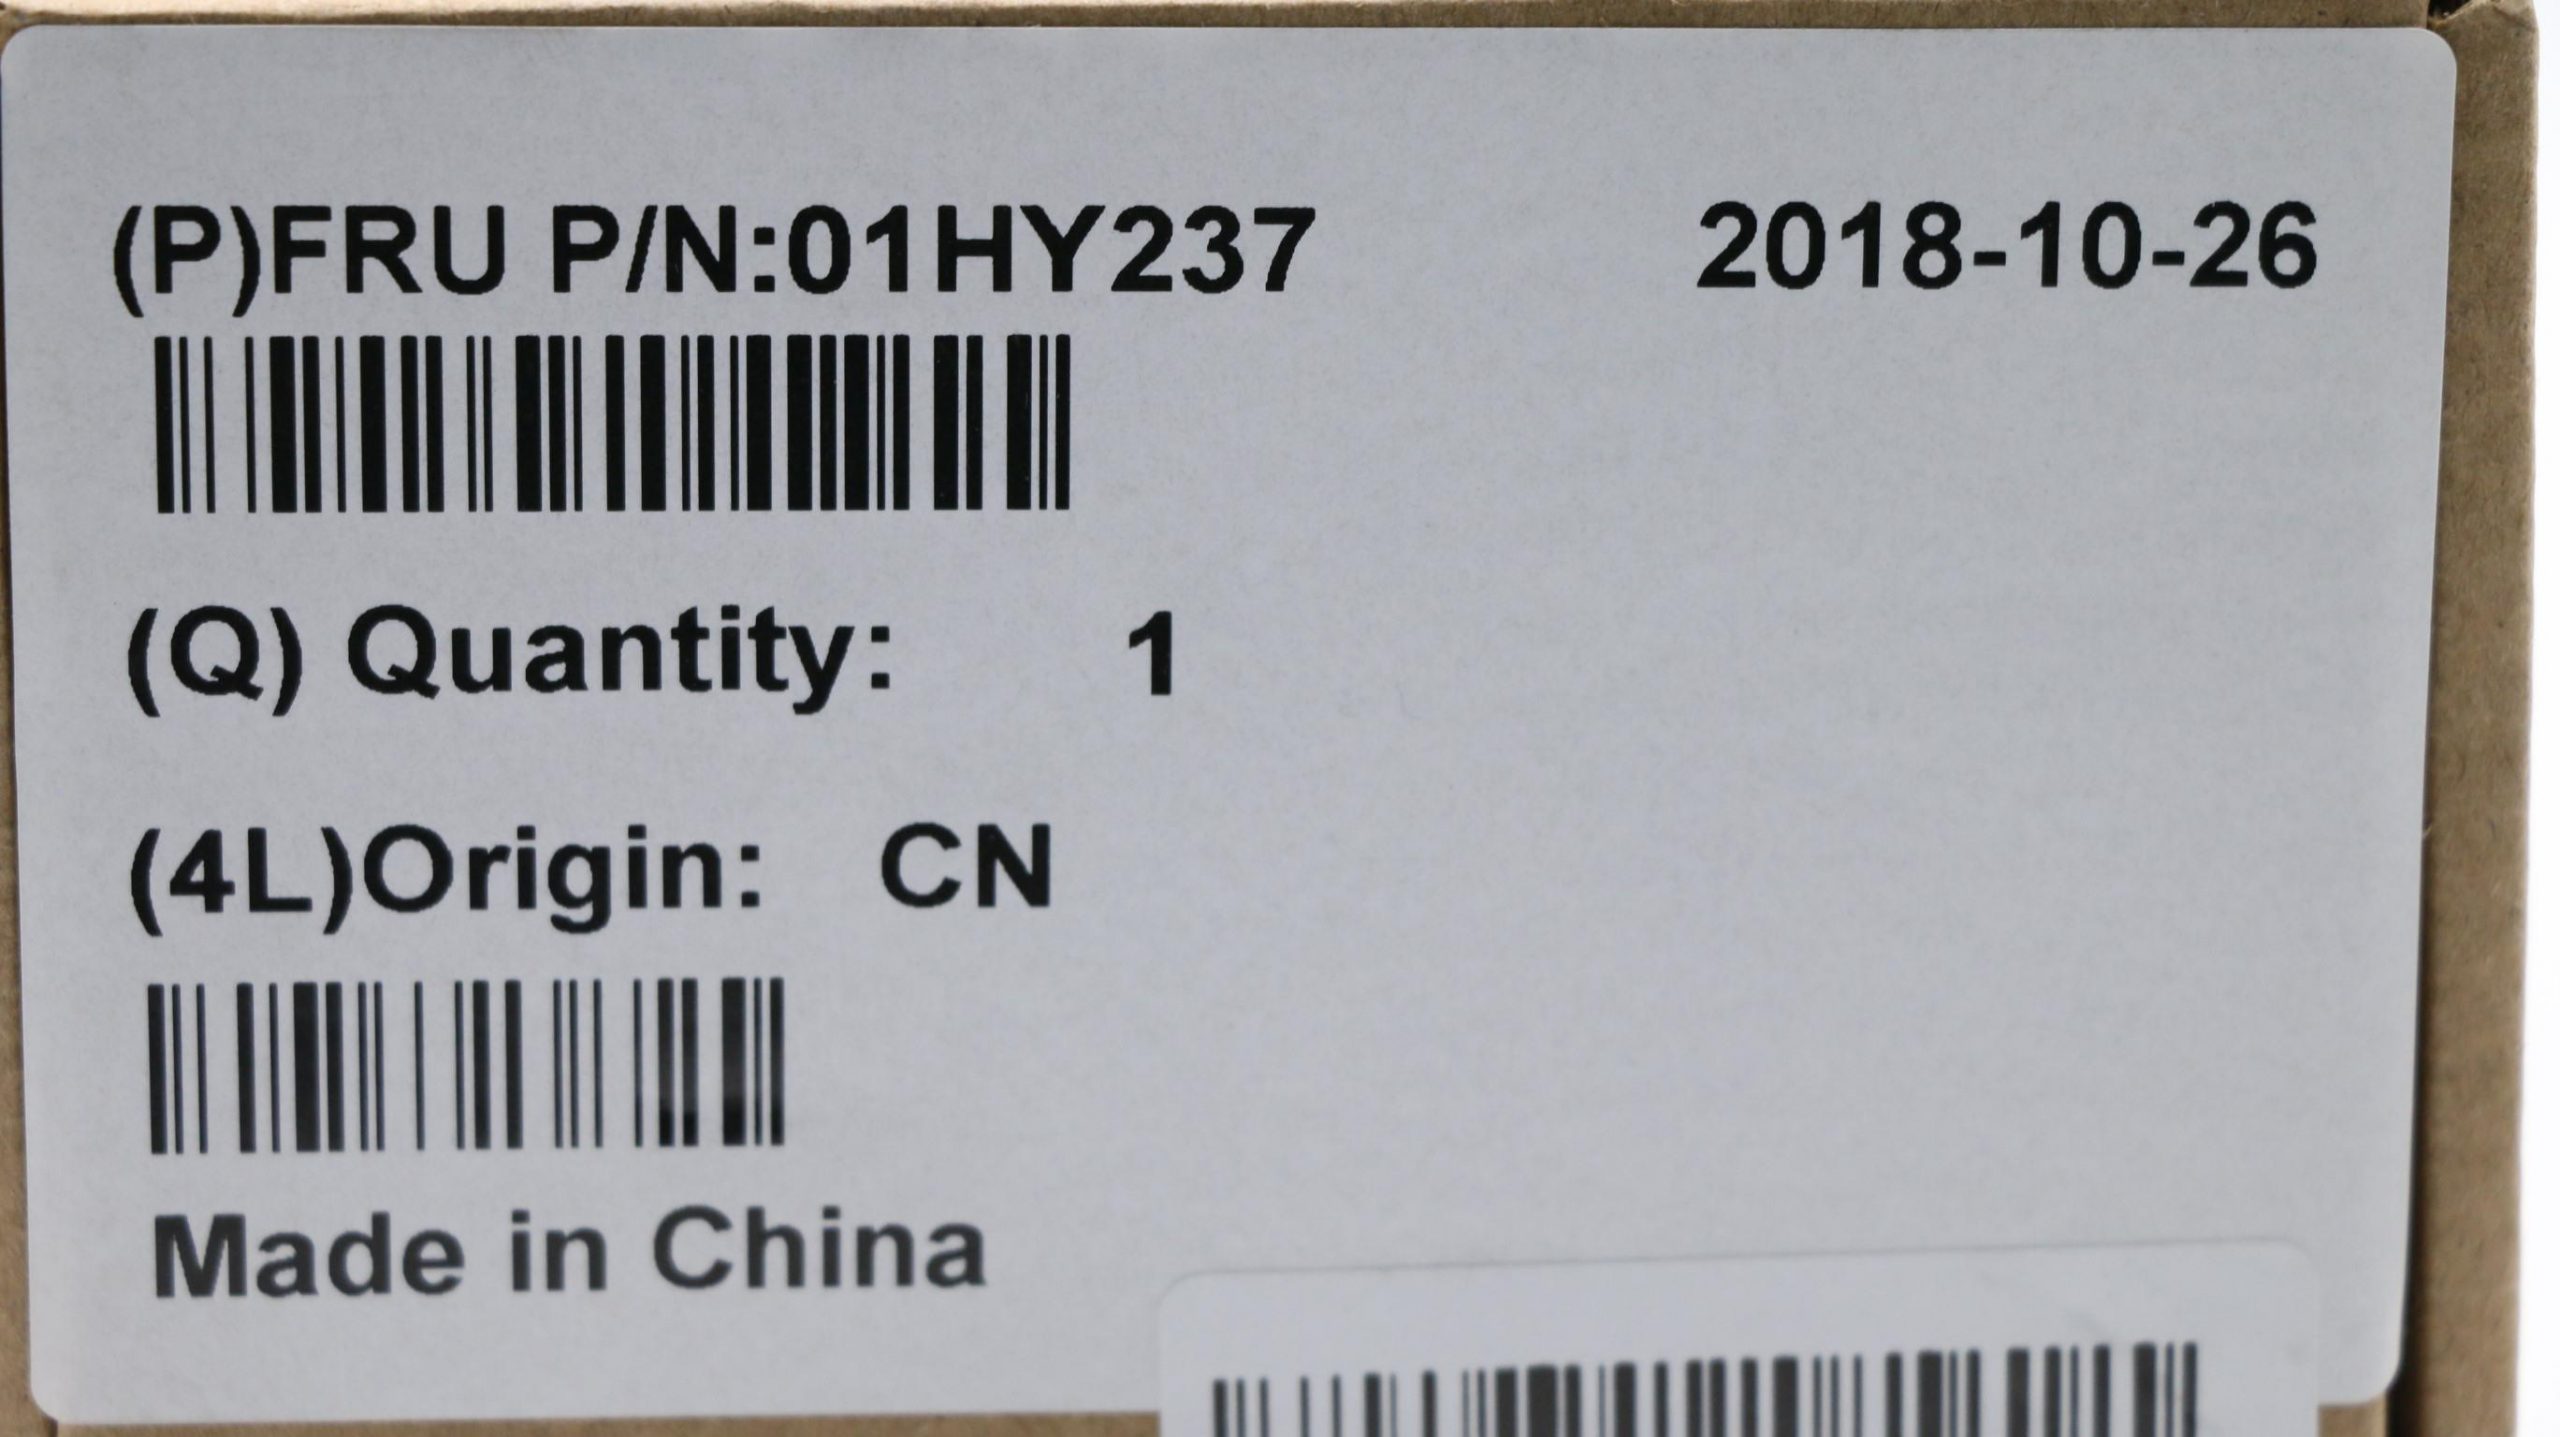 (P)FRU P/N:01HY237 2018-10-26
(Q) Quantity: 1
(4L)Origin: CN
Made in China